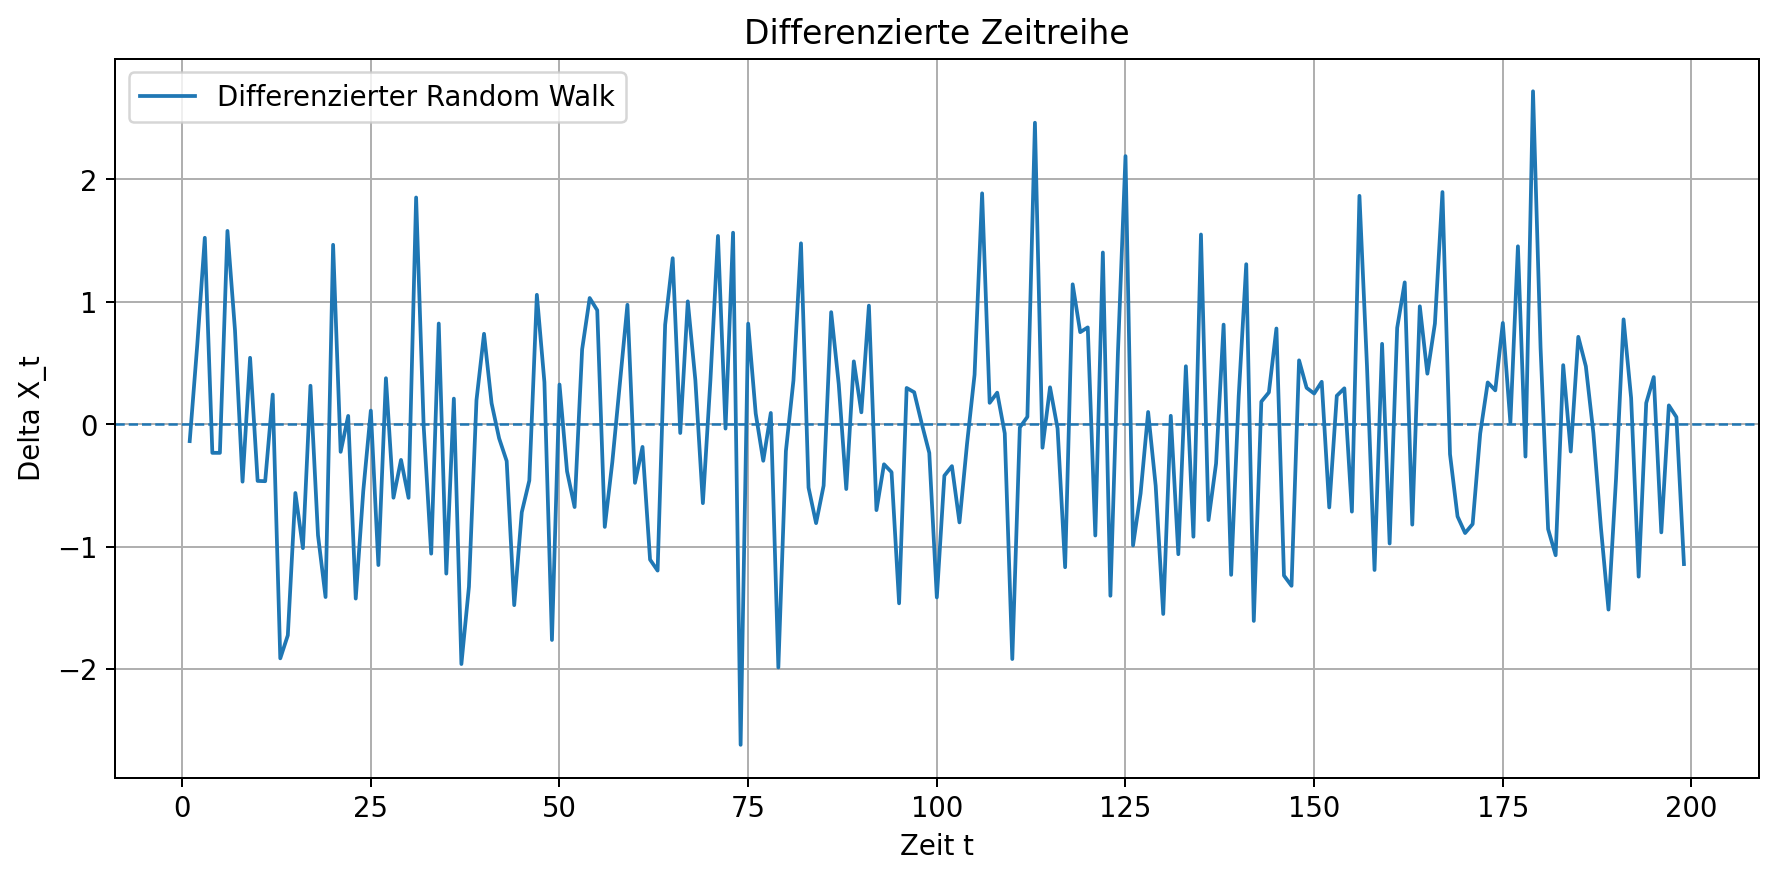 Differenzierte Zeitreihe
Differenzierter Random Walk
Delta X_t
2
1
0
−1
−2
0 25 50 75 100 125 150 175 200
Zeit t